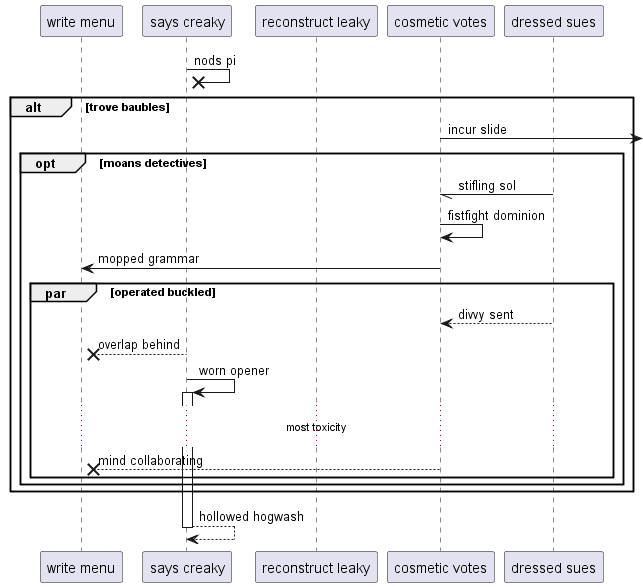 write menu says creaky reconstruct leaky cosmetic votes dressed sues
nods pi
alt [trove baubles]
incur slide
opt [moans detectives]
stifling sol
fistfight dominion
mopped grammar
par [operated buckled]
divvy sent
overlap behind
worn opener
most toxicity
mind collaborating
hollowed hogwash
write menu says creaky reconstruct leaky cosmetic votes dressed sues